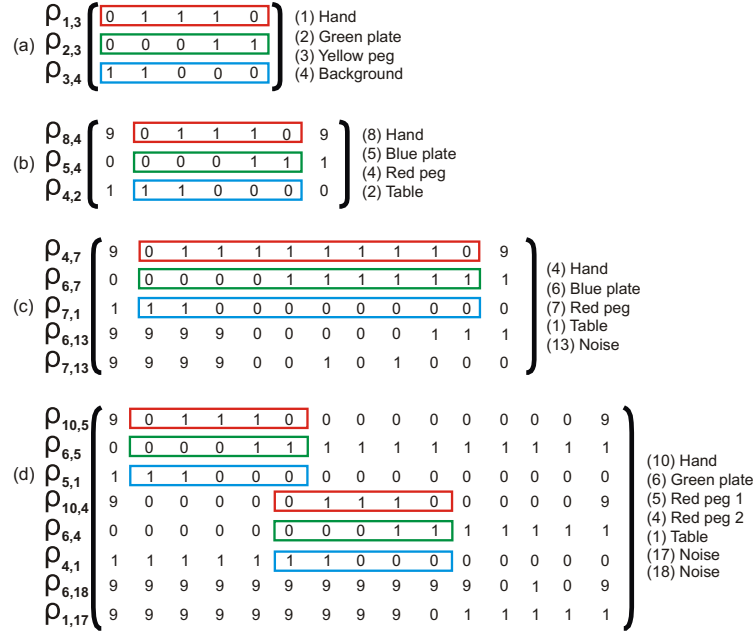 ρ1,3 0 1 1 1 0 (1) Hand
(a) ρ2,3 0 0 0 1 1 (2) Green plate
ρ3,4 1 1 0 0 0 (3) Yellow peg
(4) Background
ρ8,4 9 0 1 1 1 0 9 (8) Hand
(b) ρ5,4 0 0 0 0 1 1 1 (5) Blue plate
ρ4,2 1 1 1 0 0 0 0 (4) Red peg
(2) Table
ρ4,7 9 0 1 1 1 1 1 1 1 1 0 9
ρ6,7 0 0 0 0 0 1 1 1 1 1 1 1
(c) ρ7,1 1 1 1 0 0 0 0 0 0 0 0 0
ρ6,13 9 9 9 9 0 0 0 0 0 1 1 1
ρ7,13 9 9 9 9 0 0 1 0 1 0 0 0
(4) Hand
(6) Blue plate
(7) Red peg
(1) Table
(13) Noise
ρ10,5 9 0 1 1 1 0 0 0 0 0 0 0 0 0 9
ρ6,5 0 0 0 0 1 1 1 1 1 1 1 1 1 1 1
(d) ρ5,1 1 1 1 0 0 0 0 0 0 0 0 0 0 0 0
ρ10,4 9 0 0 0 0 0 1 1 1 0 0 0 0 0 9
ρ6,4 0 0 0 0 0 0 0 0 1 1 1 1 1 1 1
ρ4,1 1 1 1 1 1 1 1 0 0 0 0 0 0 0 0
ρ6,18 9 9 9 9 9 9 9 9 9 9 9 0 1 0 9
ρ1,17 9 9 9 9 9 9 9 9 9 0 1 1 1 1 1
(10) Hand
(6) Green plate
(5) Red peg 1
(4) Red peg 2
(1) Table
(17) Noise
(18) Noise